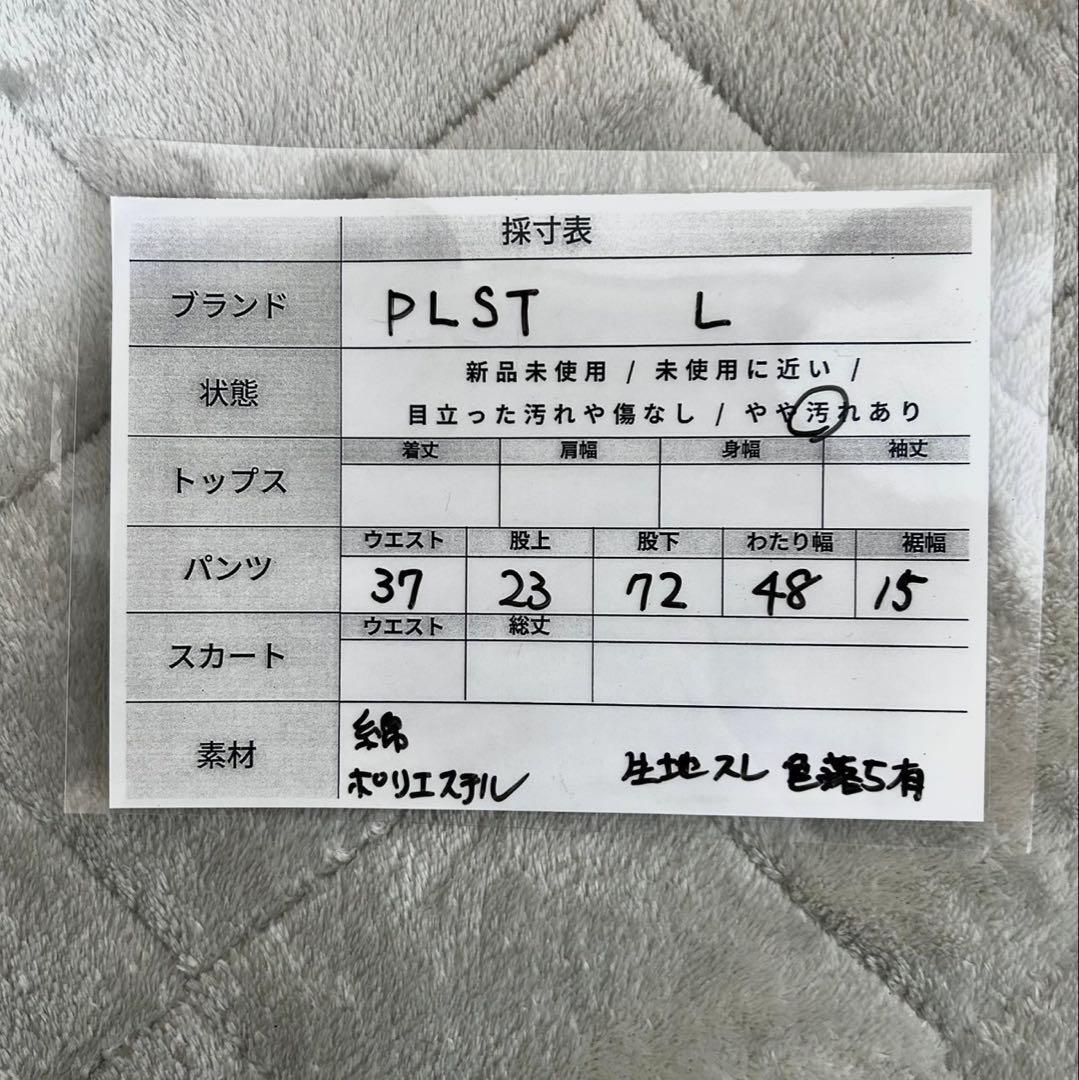 採寸表
ブランド PLST L
状態 新品未使用 / 未使用に近い /
目立った汚れや傷なし / やや汚れあり
トップス 着丈 肩幅 身幅 袖丈
パンツ ウエスト 股上 股下 わたり幅 裾幅
37 23 72 48 15
スカート ウエスト 総丈
素材 綿
ポリエステル 生地スレ 色落ち有